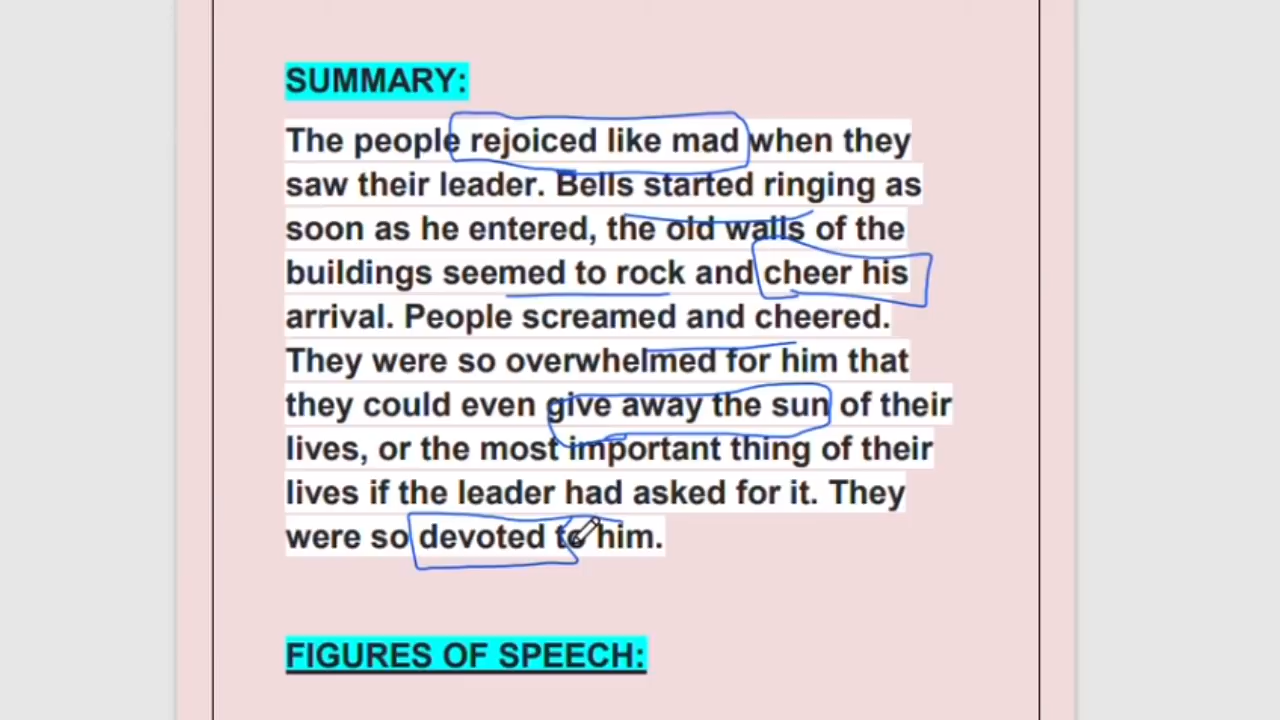 SUMMARY:
The people rejoiced like mad when they
saw their leader. Bells started ringing as
soon as he entered, the old walls of the
buildings seemed to rock and cheer his
arrival. People screamed and cheered.
They were so overwhelmed for him that
they could even give away the sun of their
lives, or the most important thing of their
lives if the leader had asked for it. They
were so devoted to him.
FIGURES OF SPEECH: